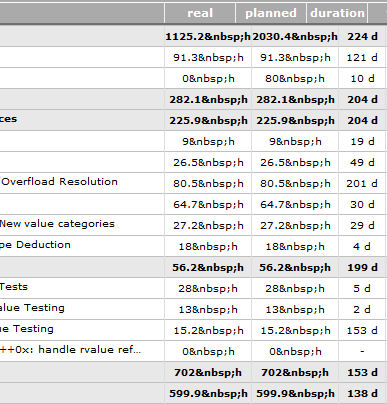 real planned duration
1125.2&nbsp;h 2030.4&nbsp;h 224 d
91.3&nbsp;h 91.3&nbsp;h 121 d
0&nbsp;h 80&nbsp;h 10 d
282.1&nbsp;h 282.1&nbsp;h 204 d
ces 225.9&nbsp;h 225.9&nbsp;h 204 d
9&nbsp;h 9&nbsp;h 19 d
26.5&nbsp;h 26.5&nbsp;h 49 d
Overload Resolution 80.5&nbsp;h 80.5&nbsp;h 201 d
64.7&nbsp;h 64.7&nbsp;h 30 d
New value categories 27.2&nbsp;h 27.2&nbsp;h 29 d
pe Deduction 18&nbsp;h 18&nbsp;h 4 d
56.2&nbsp;h 56.2&nbsp;h 199 d
Tests 28&nbsp;h 28&nbsp;h 5 d
alue Testing 13&nbsp;h 13&nbsp;h 2 d
ue Testing 15.2&nbsp;h 15.2&nbsp;h 153 d
++0x: handle rvalue ref... 0&nbsp;h 0&nbsp;h -
702&nbsp;h 702&nbsp;h 153 d
599.9&nbsp;h 599.9&nbsp;h 138 d